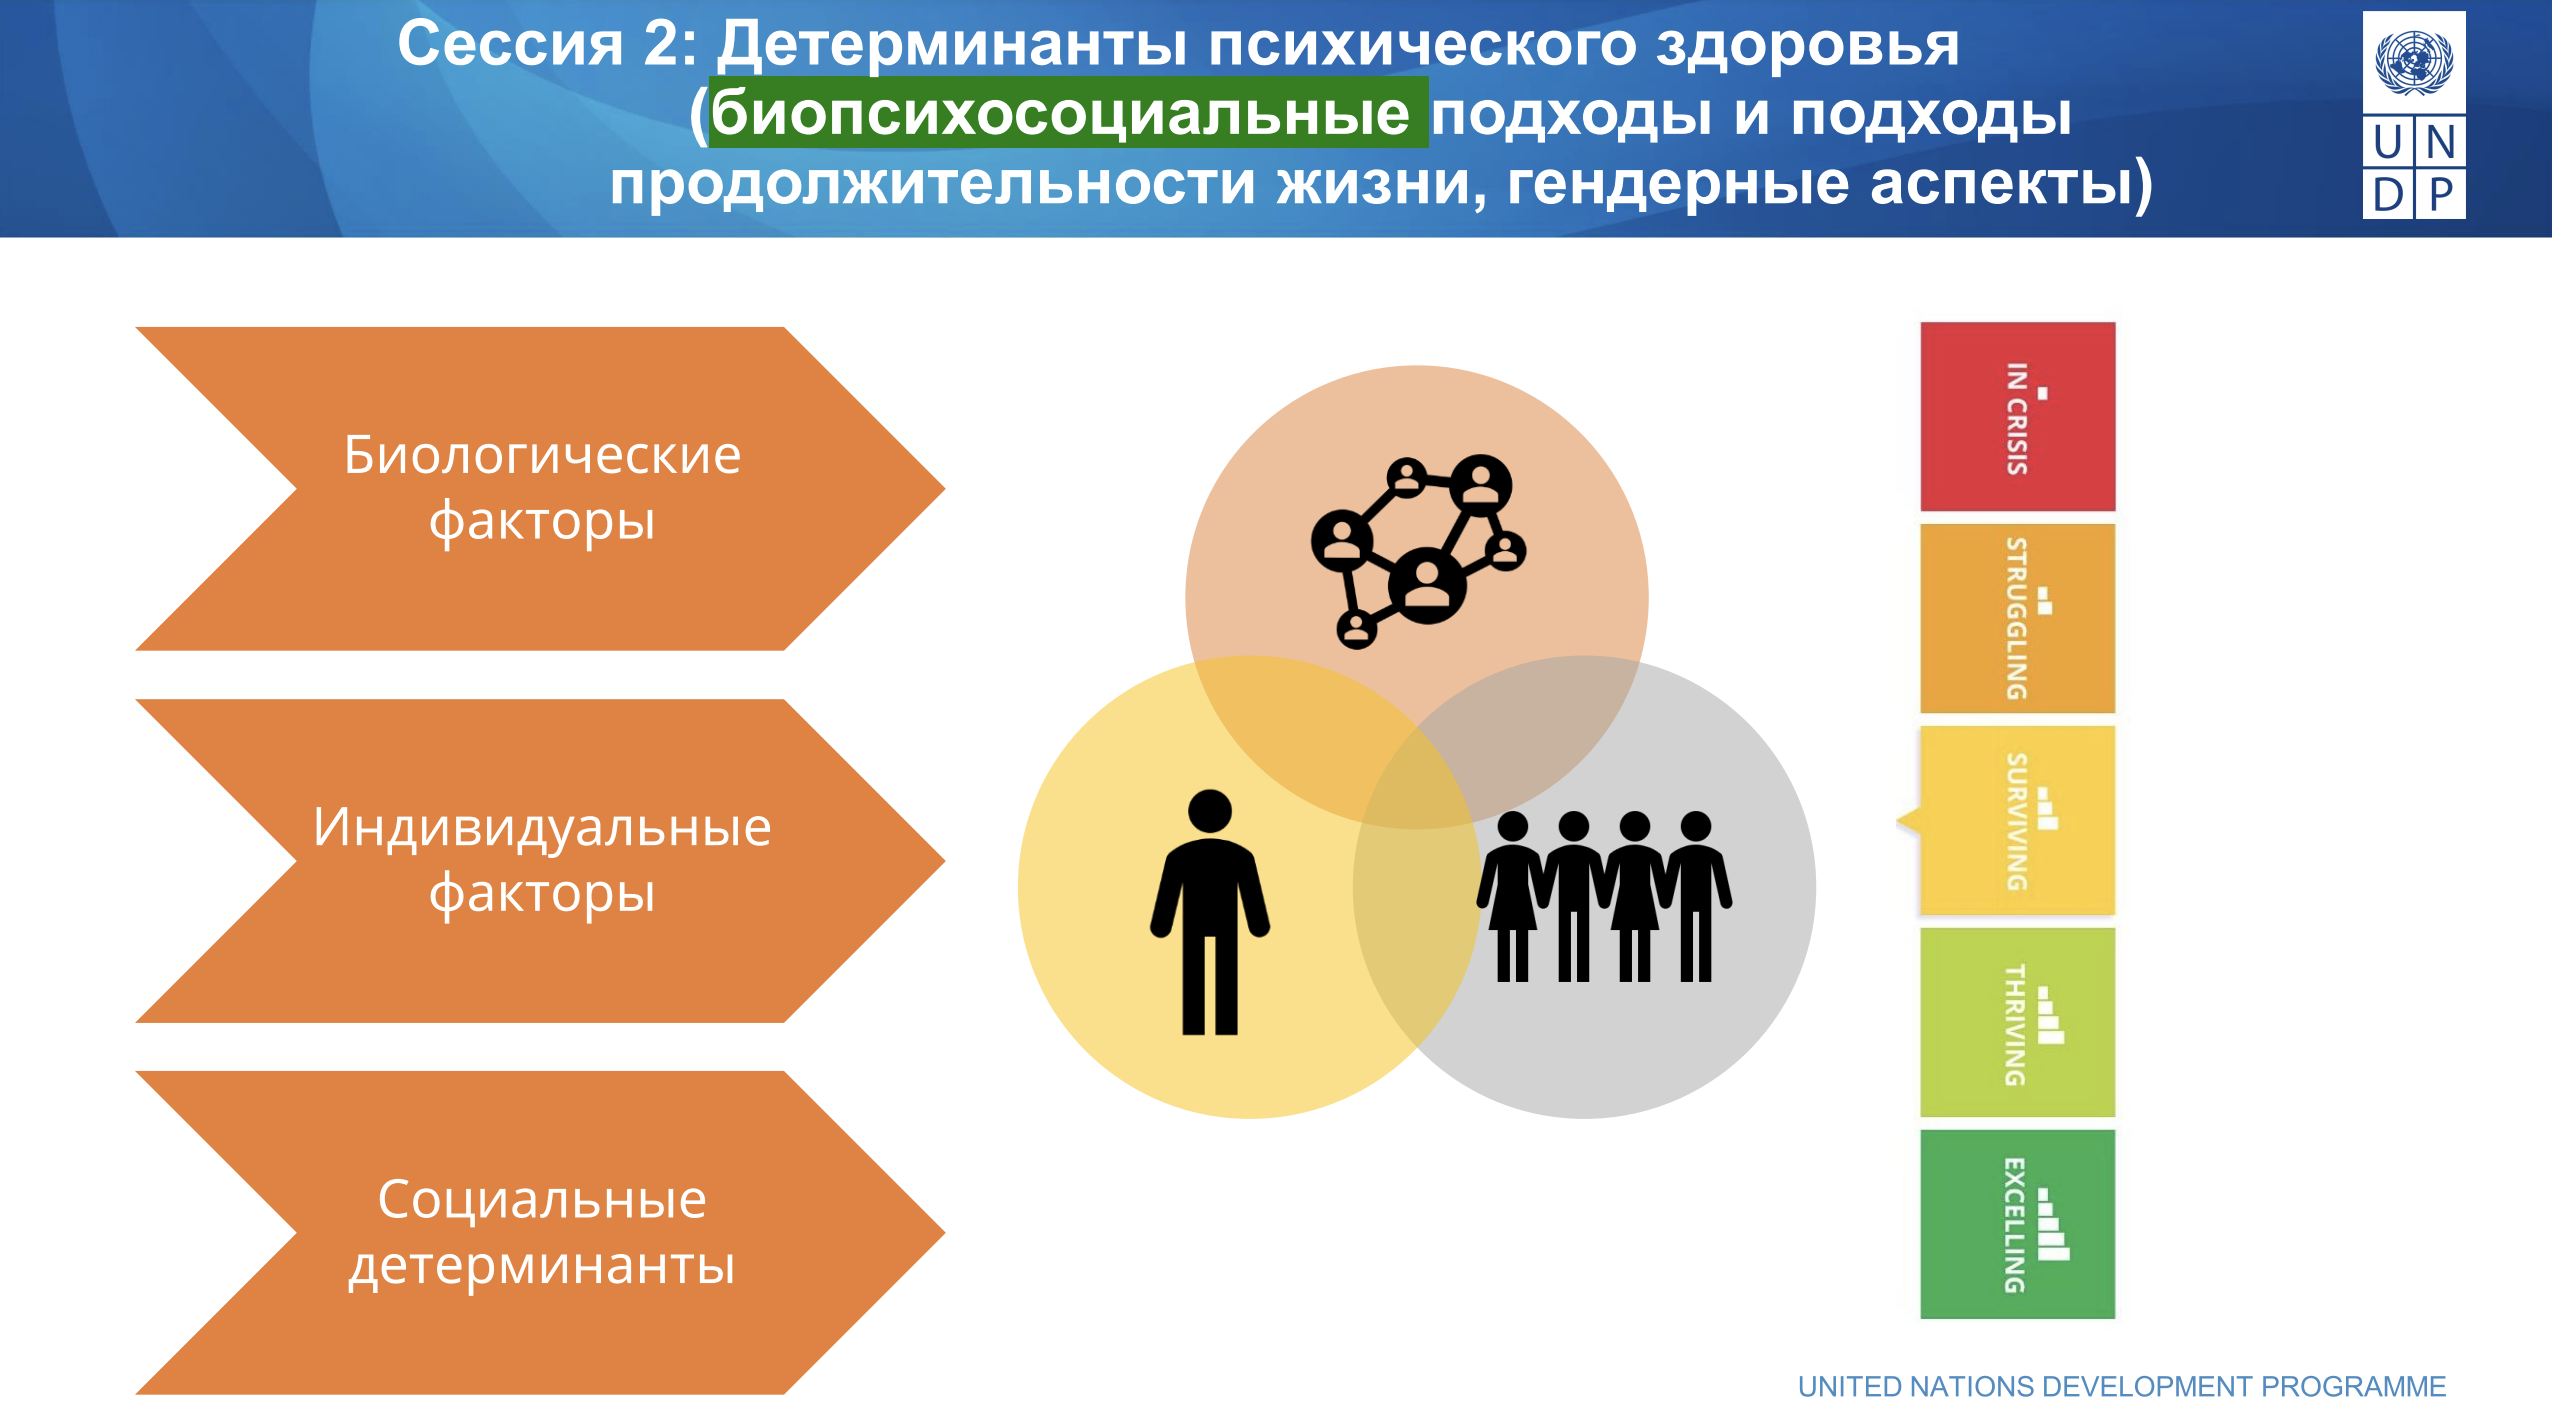 Сессия 2: Детерминанты психического здоровья
(биопсихосоциальные подходы и подходы
продолжительности жизни, гендерные аспекты)
U N
D P
Биологические
факторы
Индивидуальные
факторы
Социальные
детерминанты
IN CRISIS
STRUGGLING
SURVIVING
THRIVING
EXCELLING
UNITED NATIONS DEVELOPMENT PROGRAMME